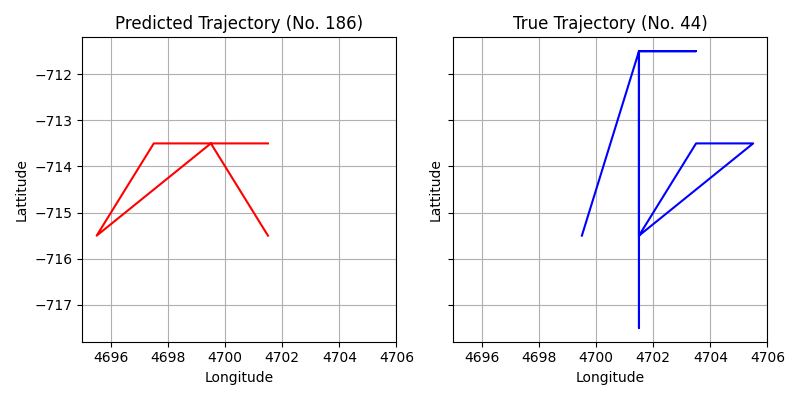 Predicted Trajectory (No. 186)
True Trajectory (No. 44)
−712
−713
−714
−715
−716
−717
Lattitude
Lattitude
4696 4698 4700 4702 4704 4706
4696 4698 4700 4702 4704 4706
Longitude
Longitude